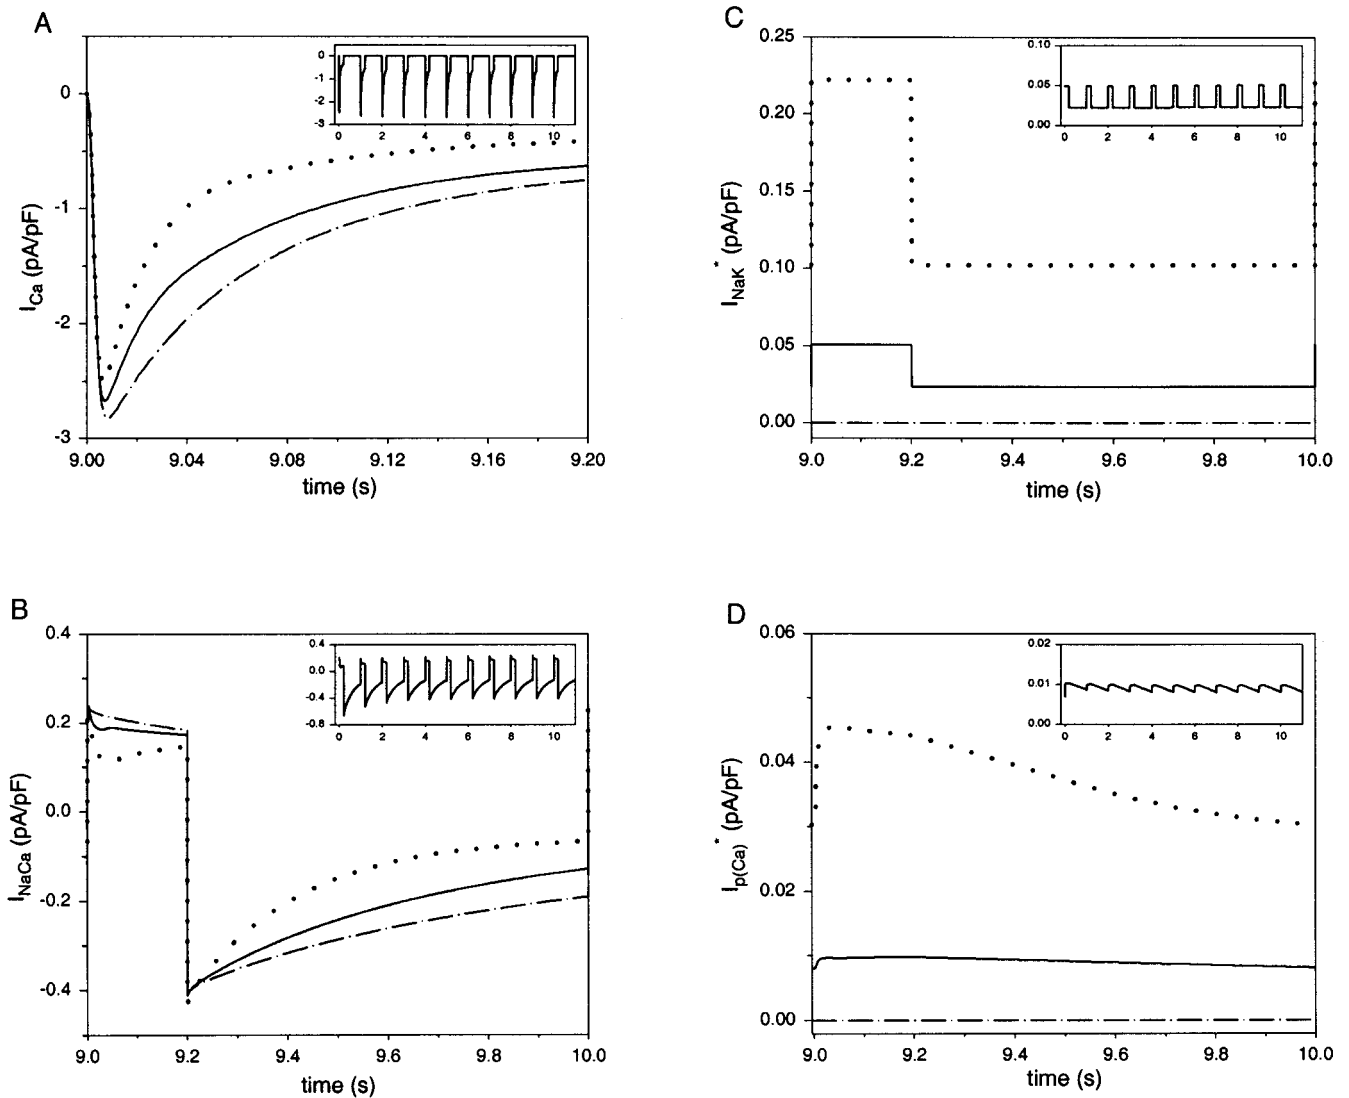 A
0
-1
-2
-3
I_Ca (pA/pF)
9.00 9.04 9.08 9.12 9.16 9.20
time (s)
0
-1
-2
-3
0 2 4 6 8 10
C
0.25
0.20
0.15
0.10
0.05
0.00
I_NaK* (pA/pF)
9.0 9.2 9.4 9.6 9.8 10.0
time (s)
0.10
0.05
0.00
0 2 4 6 8 10
B
0.4
0.2
0.0
-0.2
-0.4
I_NaCa (pA/pF)
9.0 9.2 9.4 9.6 9.8 10.0
time (s)
0.4
0.0
-0.4
-0.8
0 2 4 6 8 10
D
0.06
0.04
0.02
0.00
I_p(Ca)* (pA/pF)
9.0 9.2 9.4 9.6 9.8 10.0
time (s)
0.02
0.01
0.00
0 2 4 6 8 10